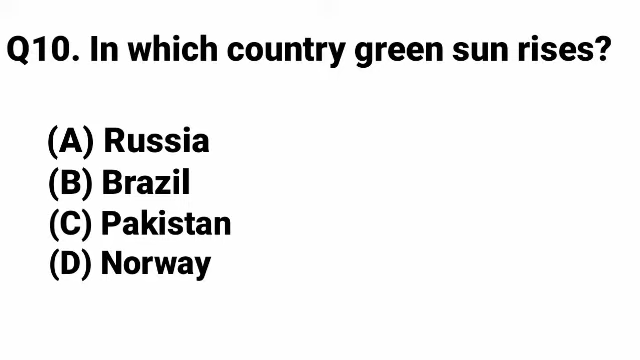 Q10. In which country green sun rises?
(A) Russia
(B) Brazil
(C) Pakistan
(D) Norway